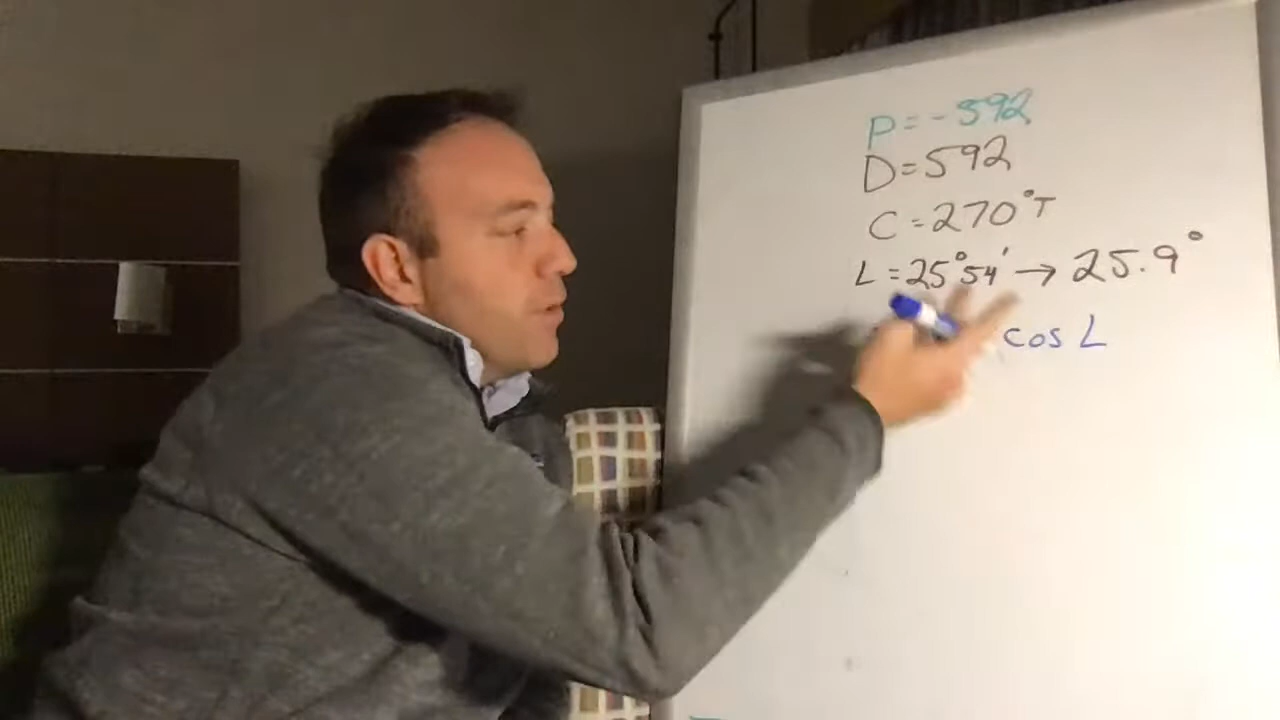 p = -592
D = 592
C = 270°T
L = 25°54' → 25.9°
cos L